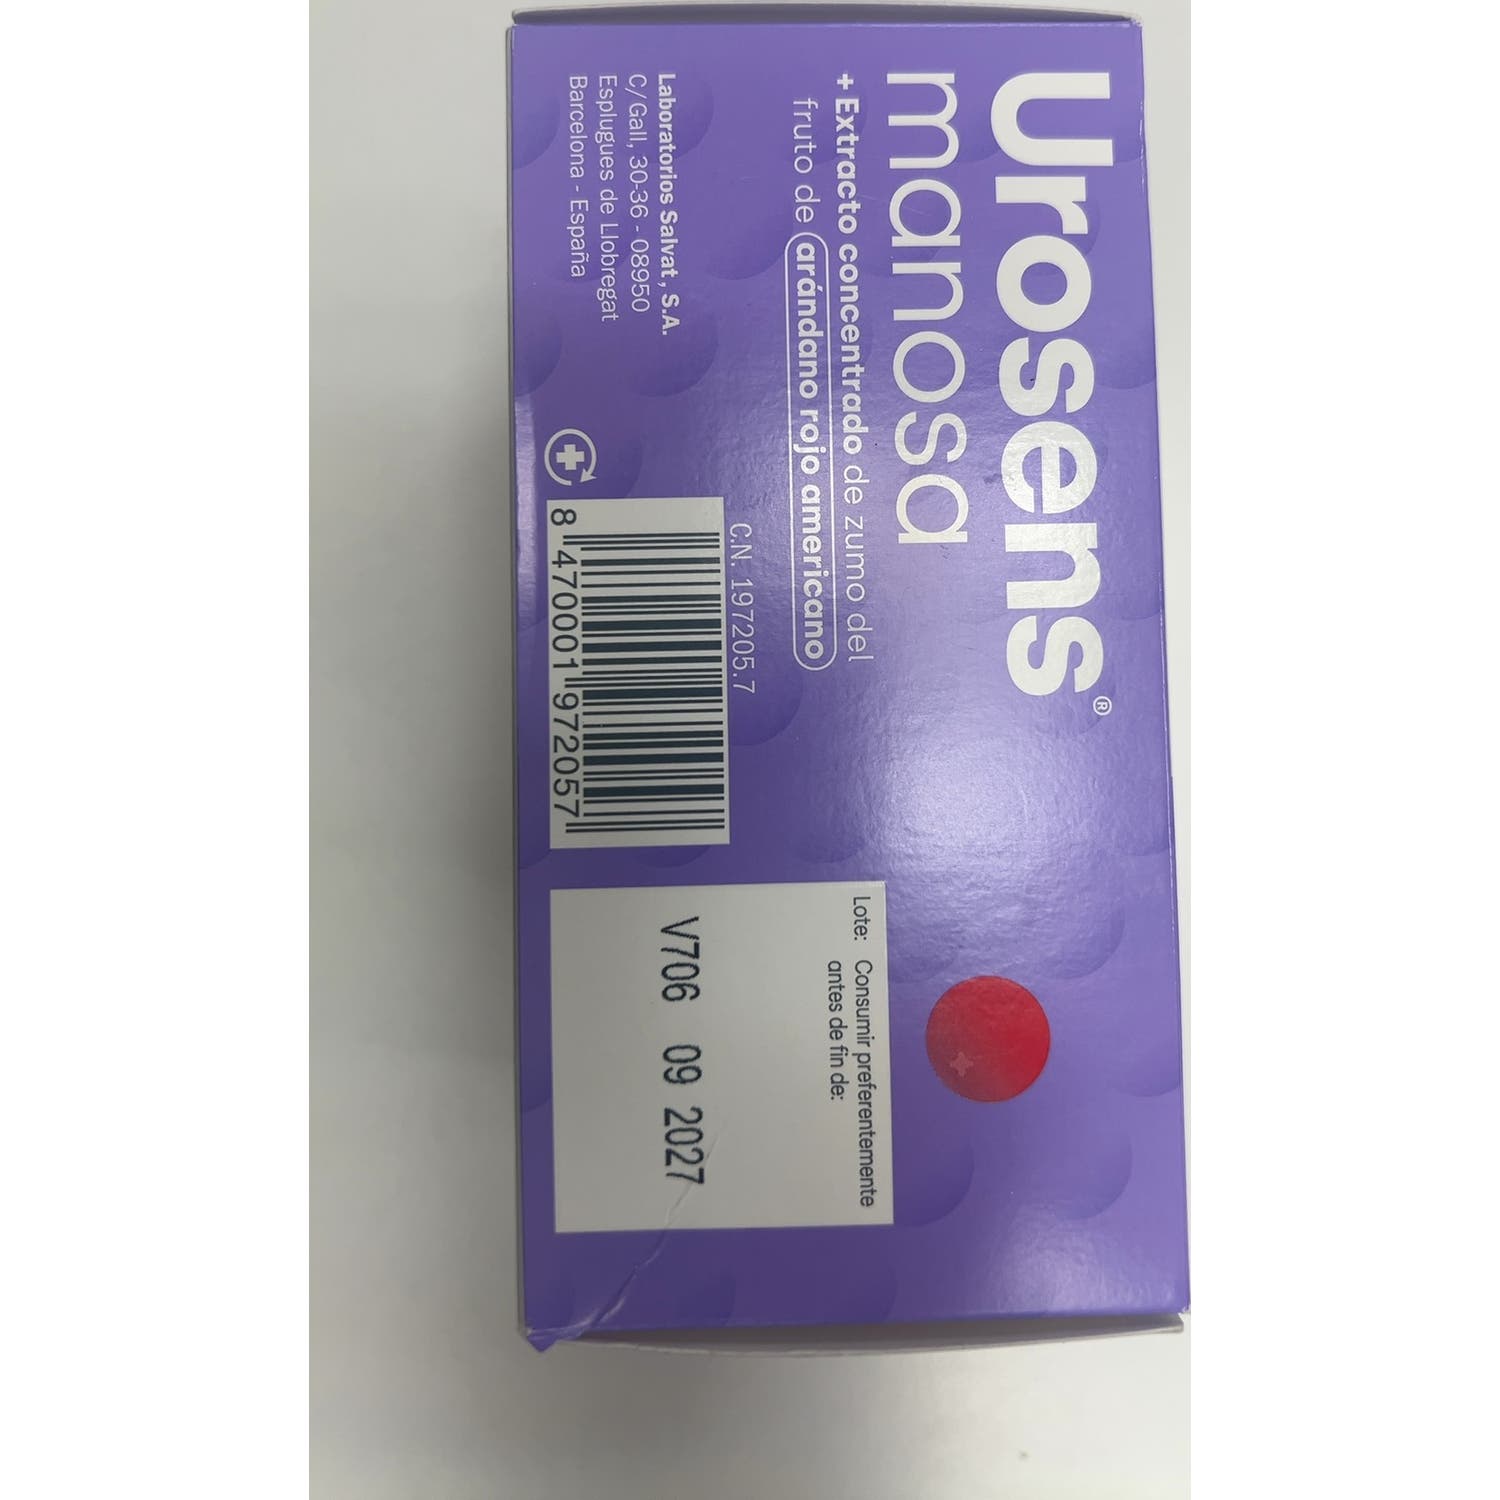 Urosens®
manosa
+ Extracto concentrado de zumo del
fruto de arándano rojo americano
Laboratorios Salvat, S.A.
C/Gall, 30-36 - 08950
Esplugues de Llobregat
Barcelona - España
C.N. 197205.7
8 470001 972057
Lote: Consumir preferentemente
antes de fin de:
V706 09 2027